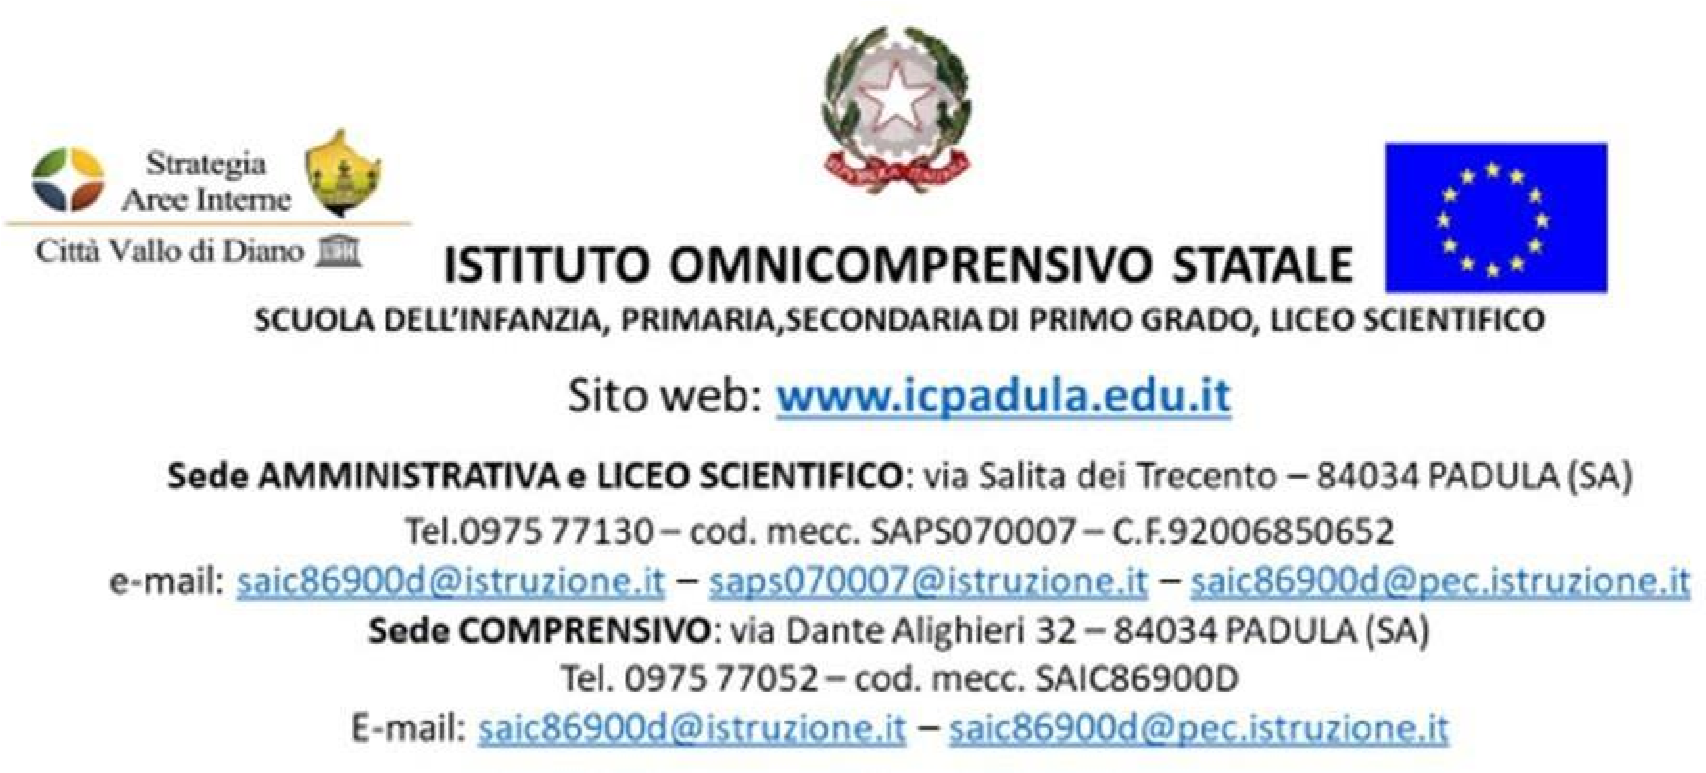 Strategia
Aree Interne
Città Vallo di Diano
ISTITUTO OMNICOMPRENSIVO STATALE
SCUOLA DELL'INFANZIA, PRIMARIA,SECONDARIA DI PRIMO GRADO, LICEO SCIENTIFICO
Sito web: www.icpadula.edu.it
Sede AMMINISTRATIVA e LICEO SCIENTIFICO: via Salita dei Trecento – 84034 PADULA (SA)
Tel.0975 77130 – cod. mecc. SAPS070007 – C.F.92006850652
e-mail: saic86900d@istruzione.it – saps070007@istruzione.it – saic86900d@pec.istruzione.it
Sede COMPRENSIVO: via Dante Alighieri 32 – 84034 PADULA (SA)
Tel. 0975 77052 – cod. mecc. SAIC86900D
E-mail: saic86900d@istruzione.it – saic86900d@pec.istruzione.it